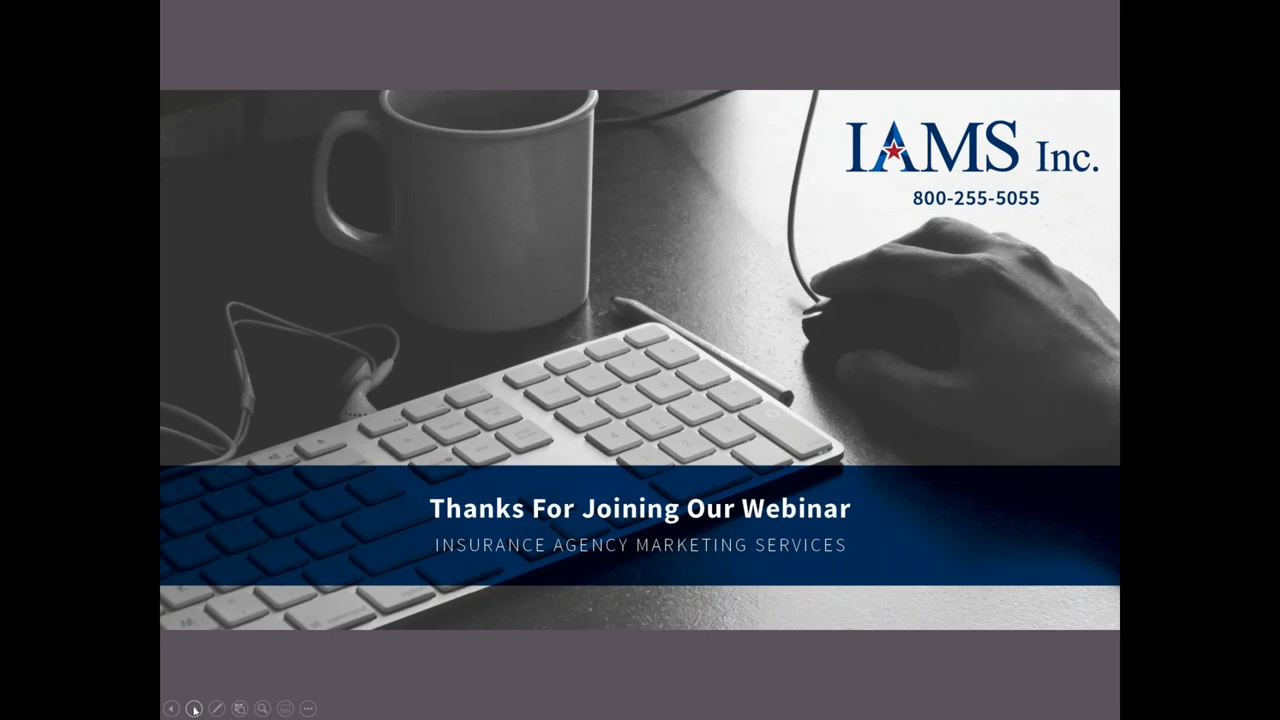 IAMS Inc.
800-255-5055
Thanks For Joining Our Webinar
INSURANCE AGENCY MARKETING SERVICES